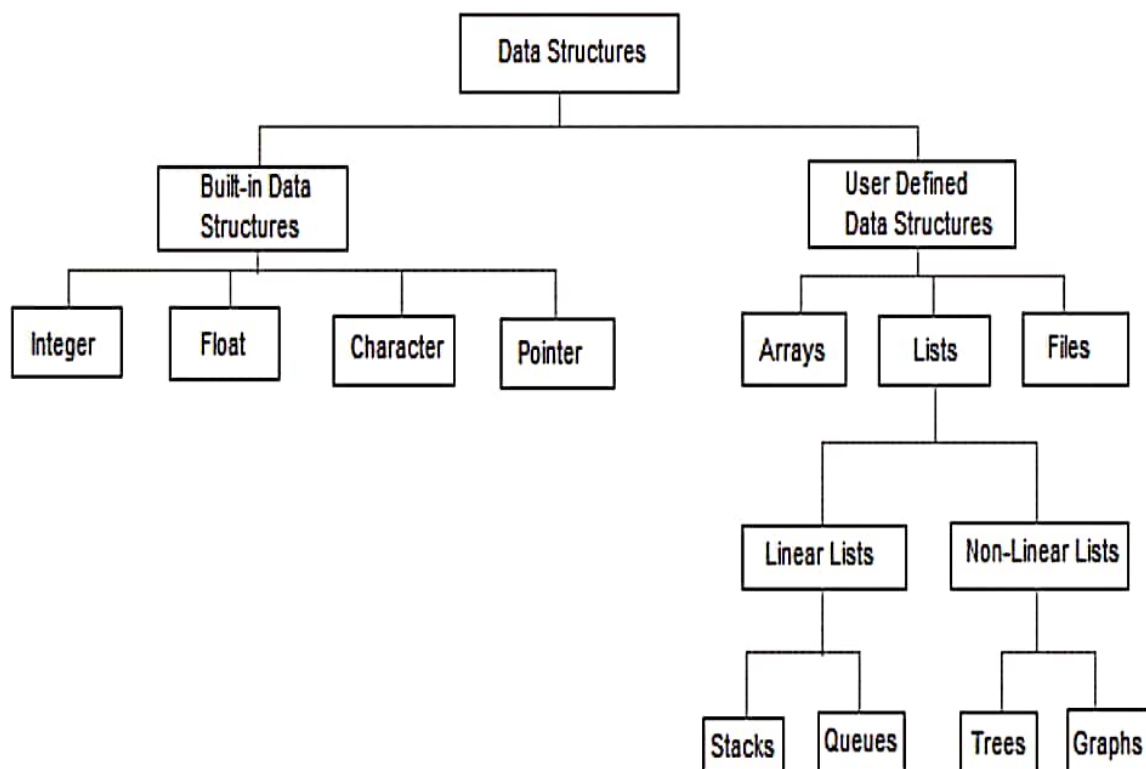 Data Structures
Built-in Data
Structures
User Defined
Data Structures
Integer
Float
Character
Pointer
Arrays
Lists
Files
Linear Lists
Non-Linear Lists
Stacks
Queues
Trees
Graphs